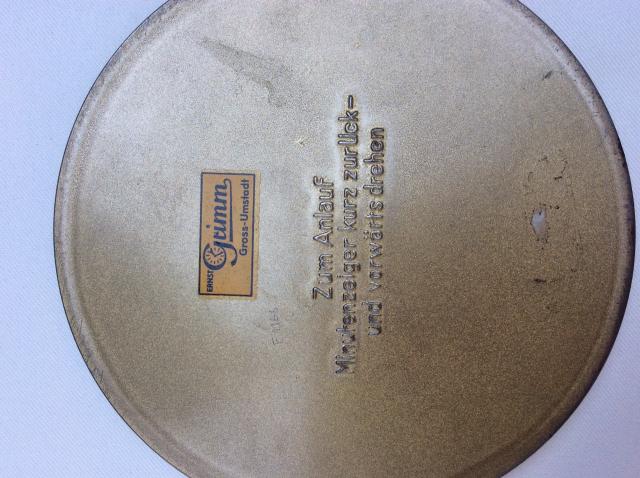 ERNST
Grimm
Gross-Umstadt
Zum Anlauf
Minutenzeiger kurz zurück-
und vorwärts drehen